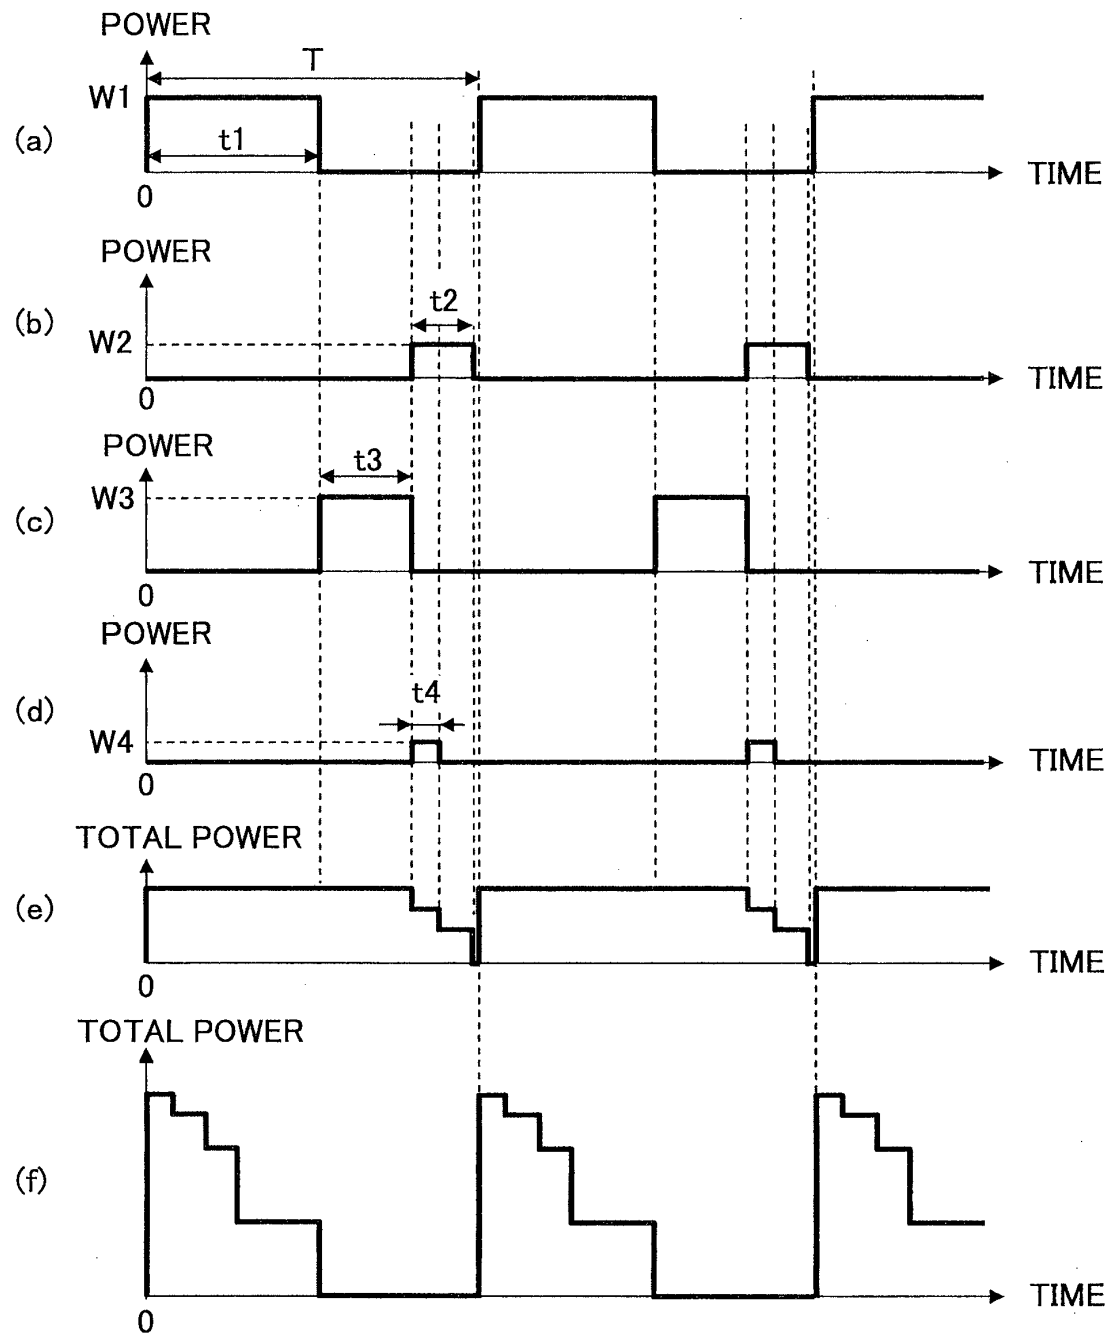 POWER
T
W1
(a)
t1
TIME
0
POWER
t2
(b)
W2
TIME
0
POWER
t3
W3
(c)
TIME
0
POWER
t4
(d)
W4
TIME
0
TOTAL POWER
(e)
TIME
0
TOTAL POWER
(f)
TIME
0